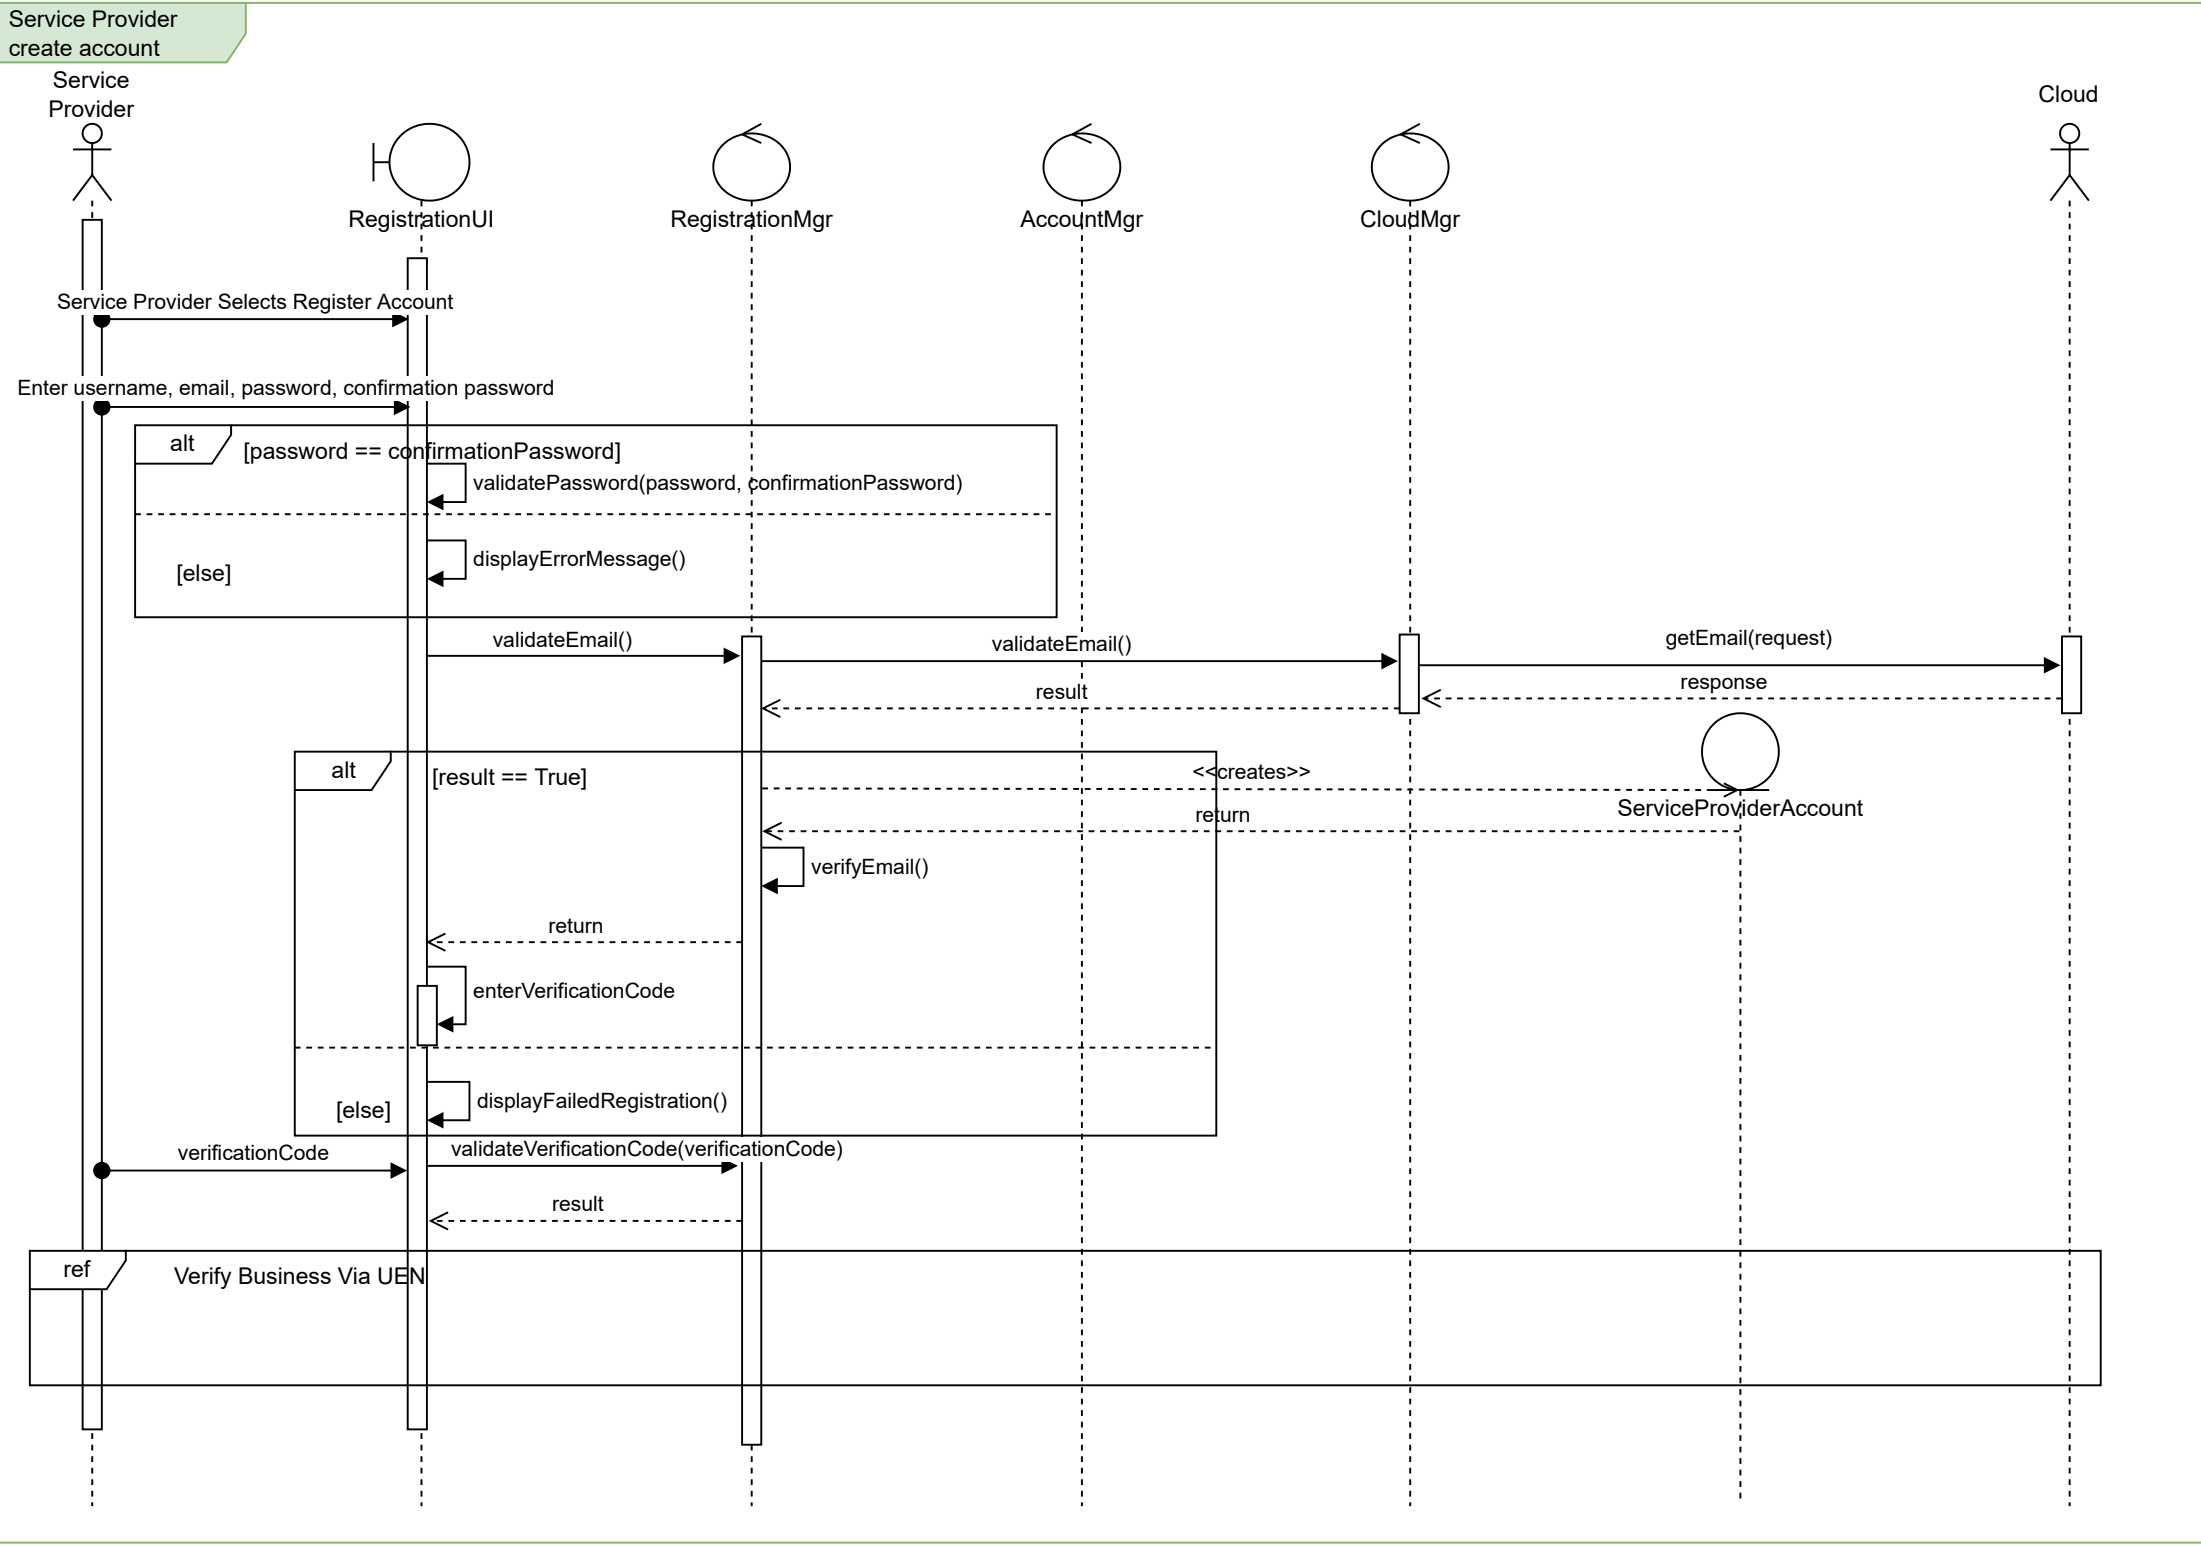 Service Provider
create account
Service
Provider
Cloud
RegistrationUI
RegistrationMgr
AccountMgr
CloudMgr
Service Provider Selects Register Account
Enter username, email, password, confirmation password
alt
[password == confirmationPassword]
validatePassword(password, confirmationPassword)
displayErrorMessage()
[else]
validateEmail()
validateEmail()
getEmail(request)
response
result
alt
[result == True]
<<creates>>
ServiceProviderAccount
return
verifyEmail()
return
enterVerificationCode
displayFailedRegistration()
[else]
verificationCode
validateVerificationCode(verificationCode)
result
ref
Verify Business Via UEN